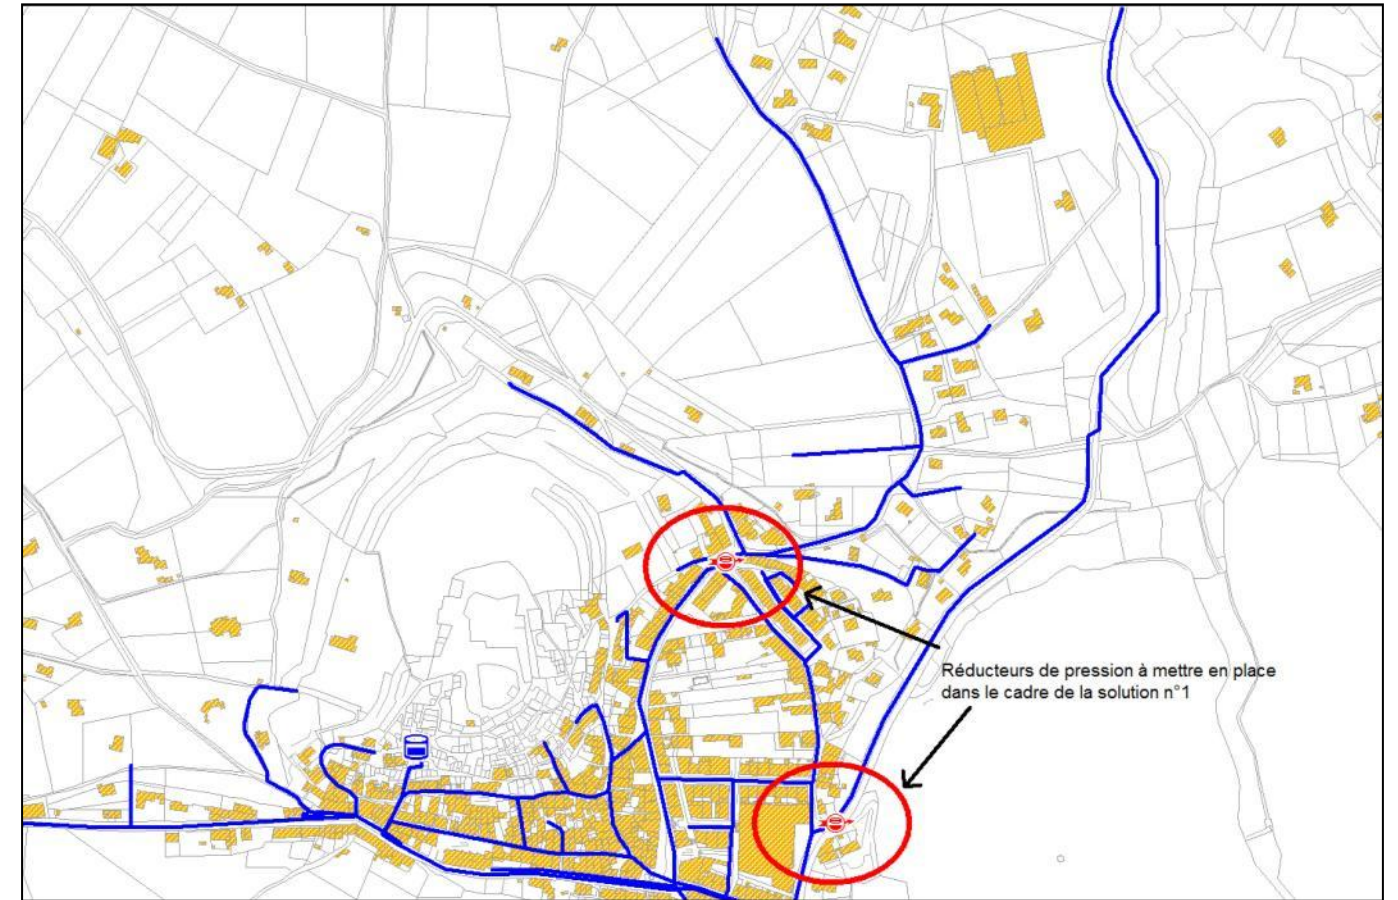 Réducteurs de pression à mettre en place
dans le cadre de la solution n°1